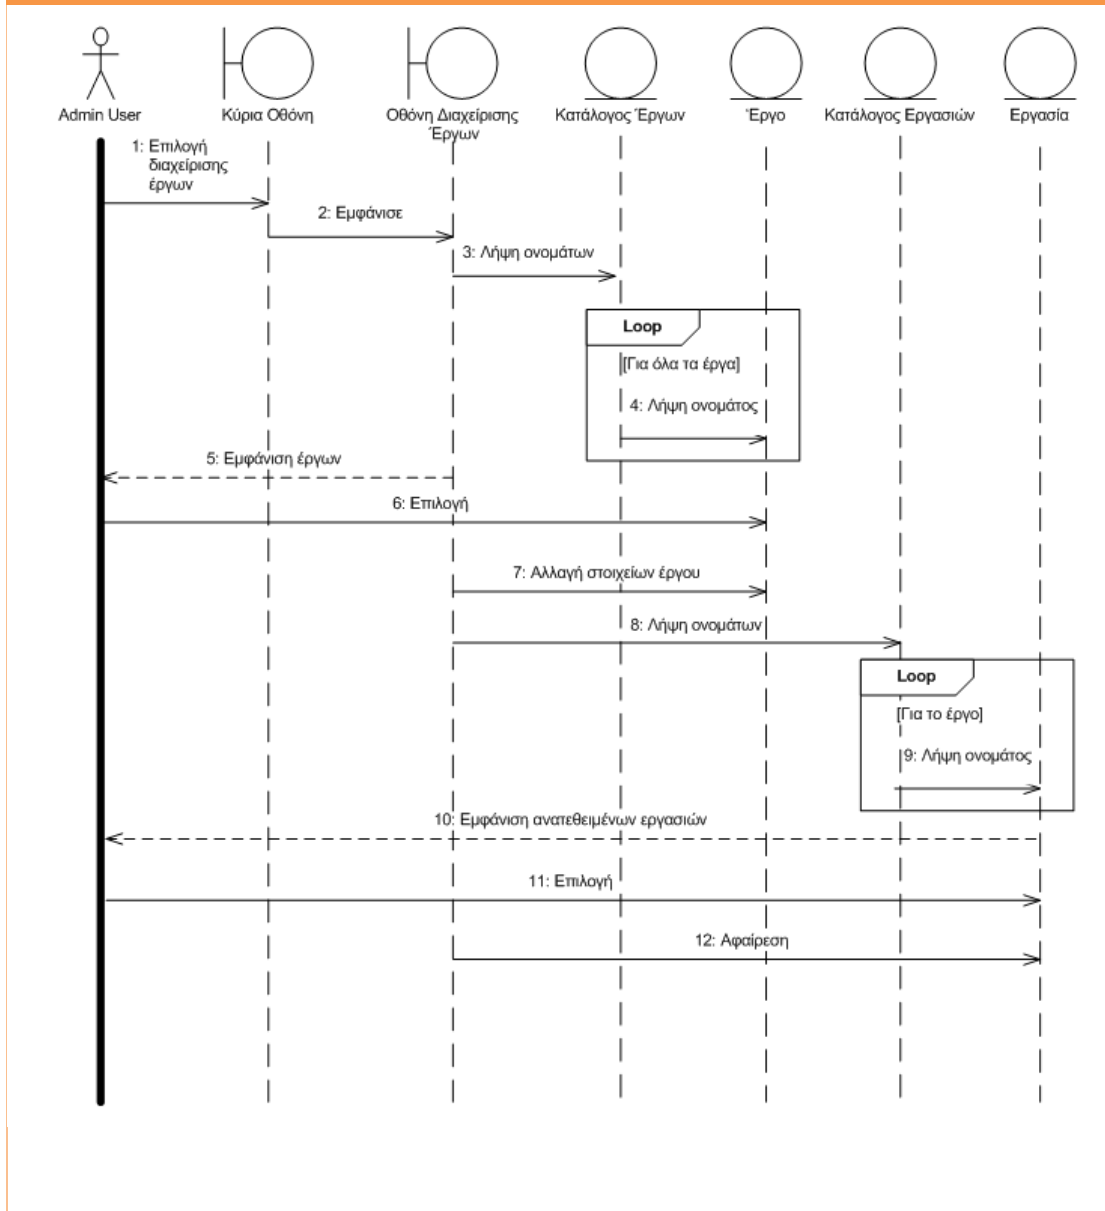 Admin User
Κύρια Οθόνη
Οθόνη Διαχείρισης
Έργων
Κατάλογος Έργων
Έργο
Κατάλογος Εργασιών
Εργασία
1: Επιλογή
διαχείρισης
έργων
2: Εμφάνισε
3: Λήψη ονομάτων
Loop
[Για όλα τα έργα]
4: Λήψη ονομάτος
5: Εμφάνιση έργων
6: Επιλογή
7: Αλλαγή στοιχείων έργου
8: Λήψη ονομάτων
Loop
[Για το έργο]
9: Λήψη ονομάτος
10: Εμφάνιση ανατεθειμένων εργασιών
11: Επιλογή
12: Αφαίρεση